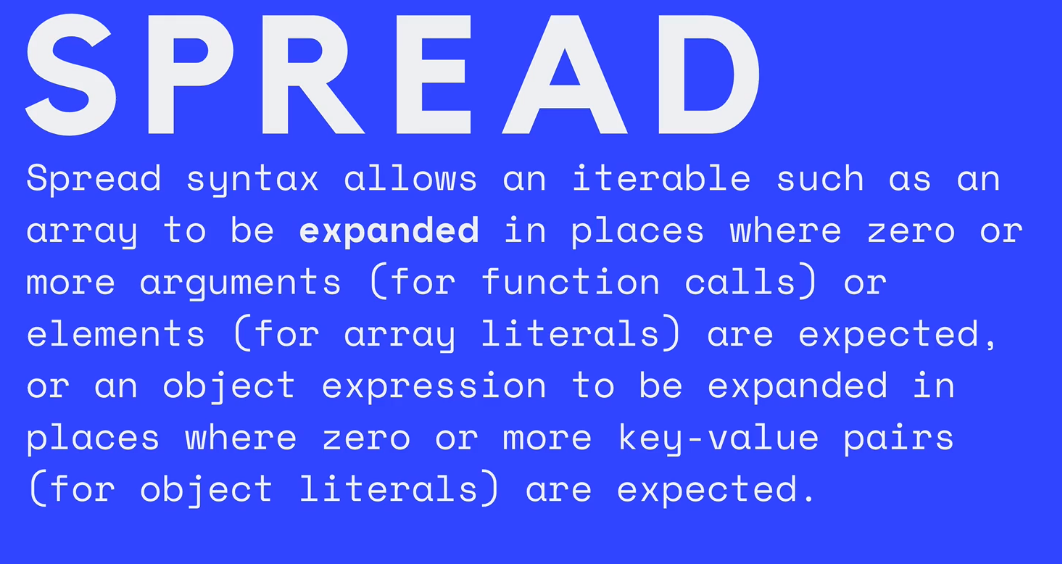 SPREAD
Spread syntax allows an iterable such as an
array to be expanded in places where zero or
more arguments (for function calls) or
elements (for array literals) are expected,
or an object expression to be expanded in
places where zero or more key-value pairs
(for object literals) are expected.